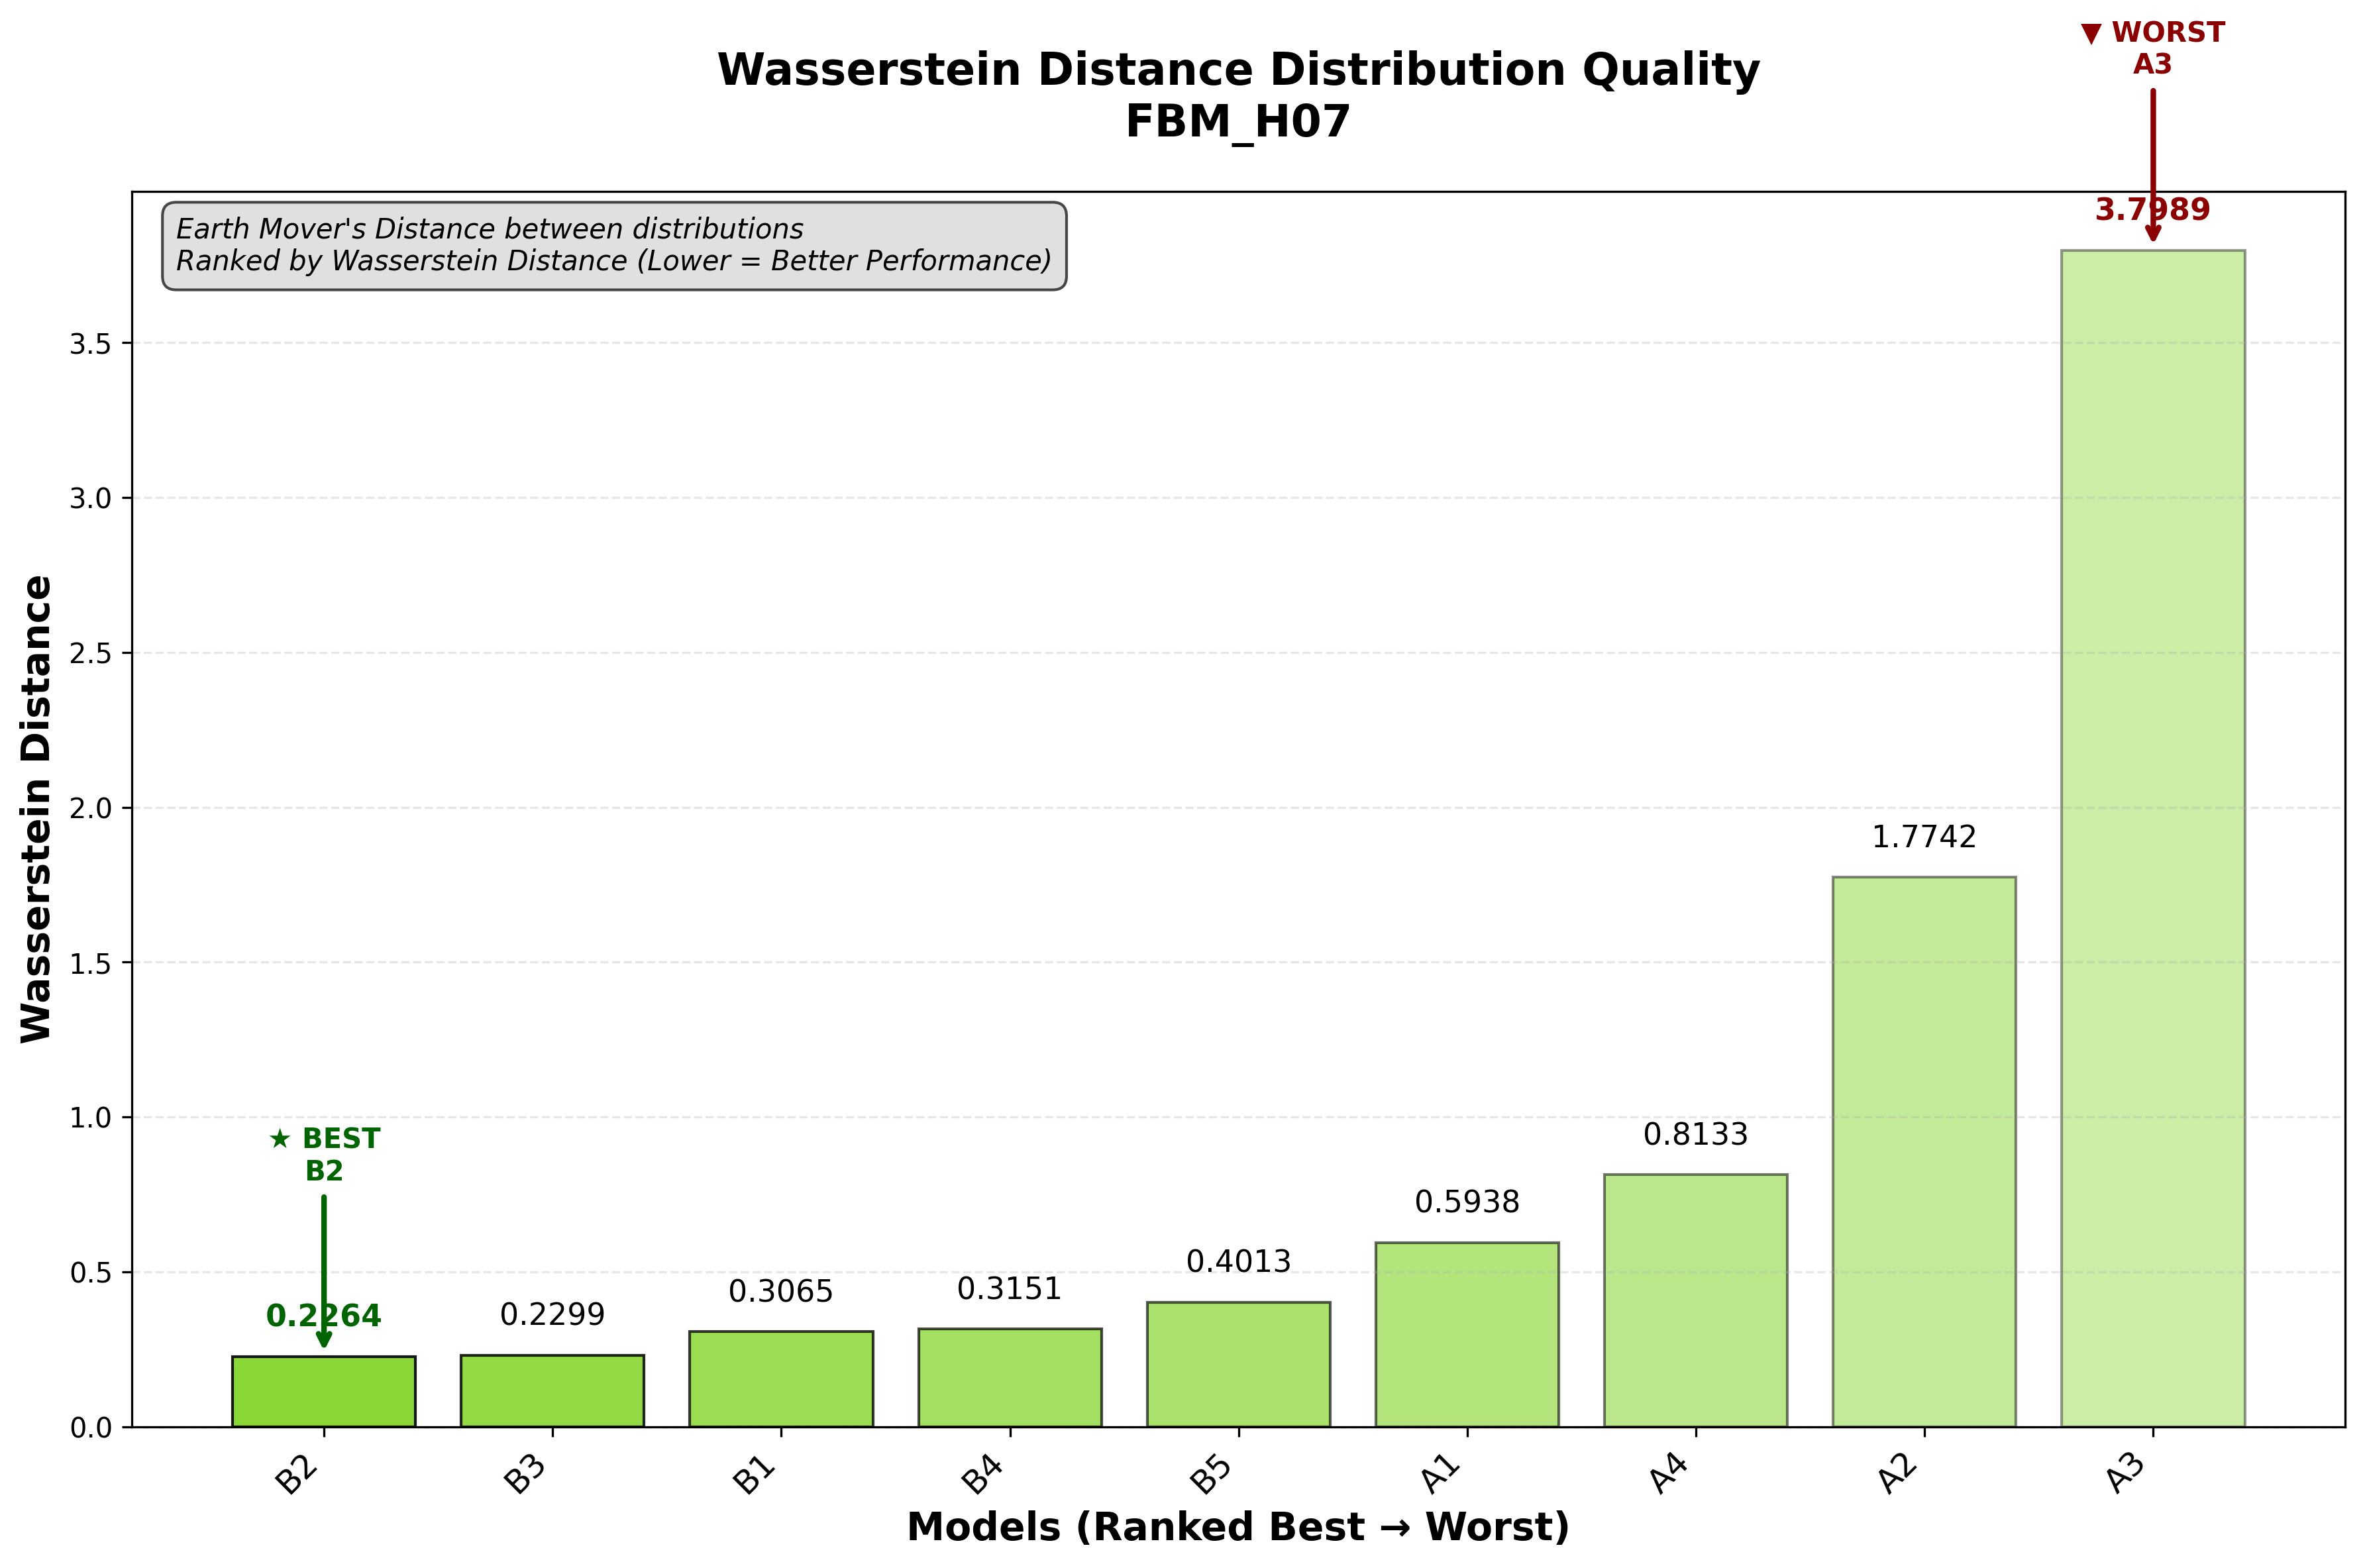 ▼ WORST
A3
Wasserstein Distance Distribution Quality
FBM_H07
Earth Mover's Distance between distributions
Ranked by Wasserstein Distance (Lower = Better Performance)
3.7989
3.5
3.0
2.5
2.0
1.5
1.0
0.5
0.0
Wasserstein Distance
★ BEST
B2
0.2264
0.2299
0.3065
0.3151
0.4013
0.5938
0.8133
1.7742
B2
B3
B1
B4
B5
A1
A4
A2
A3
Models (Ranked Best → Worst)